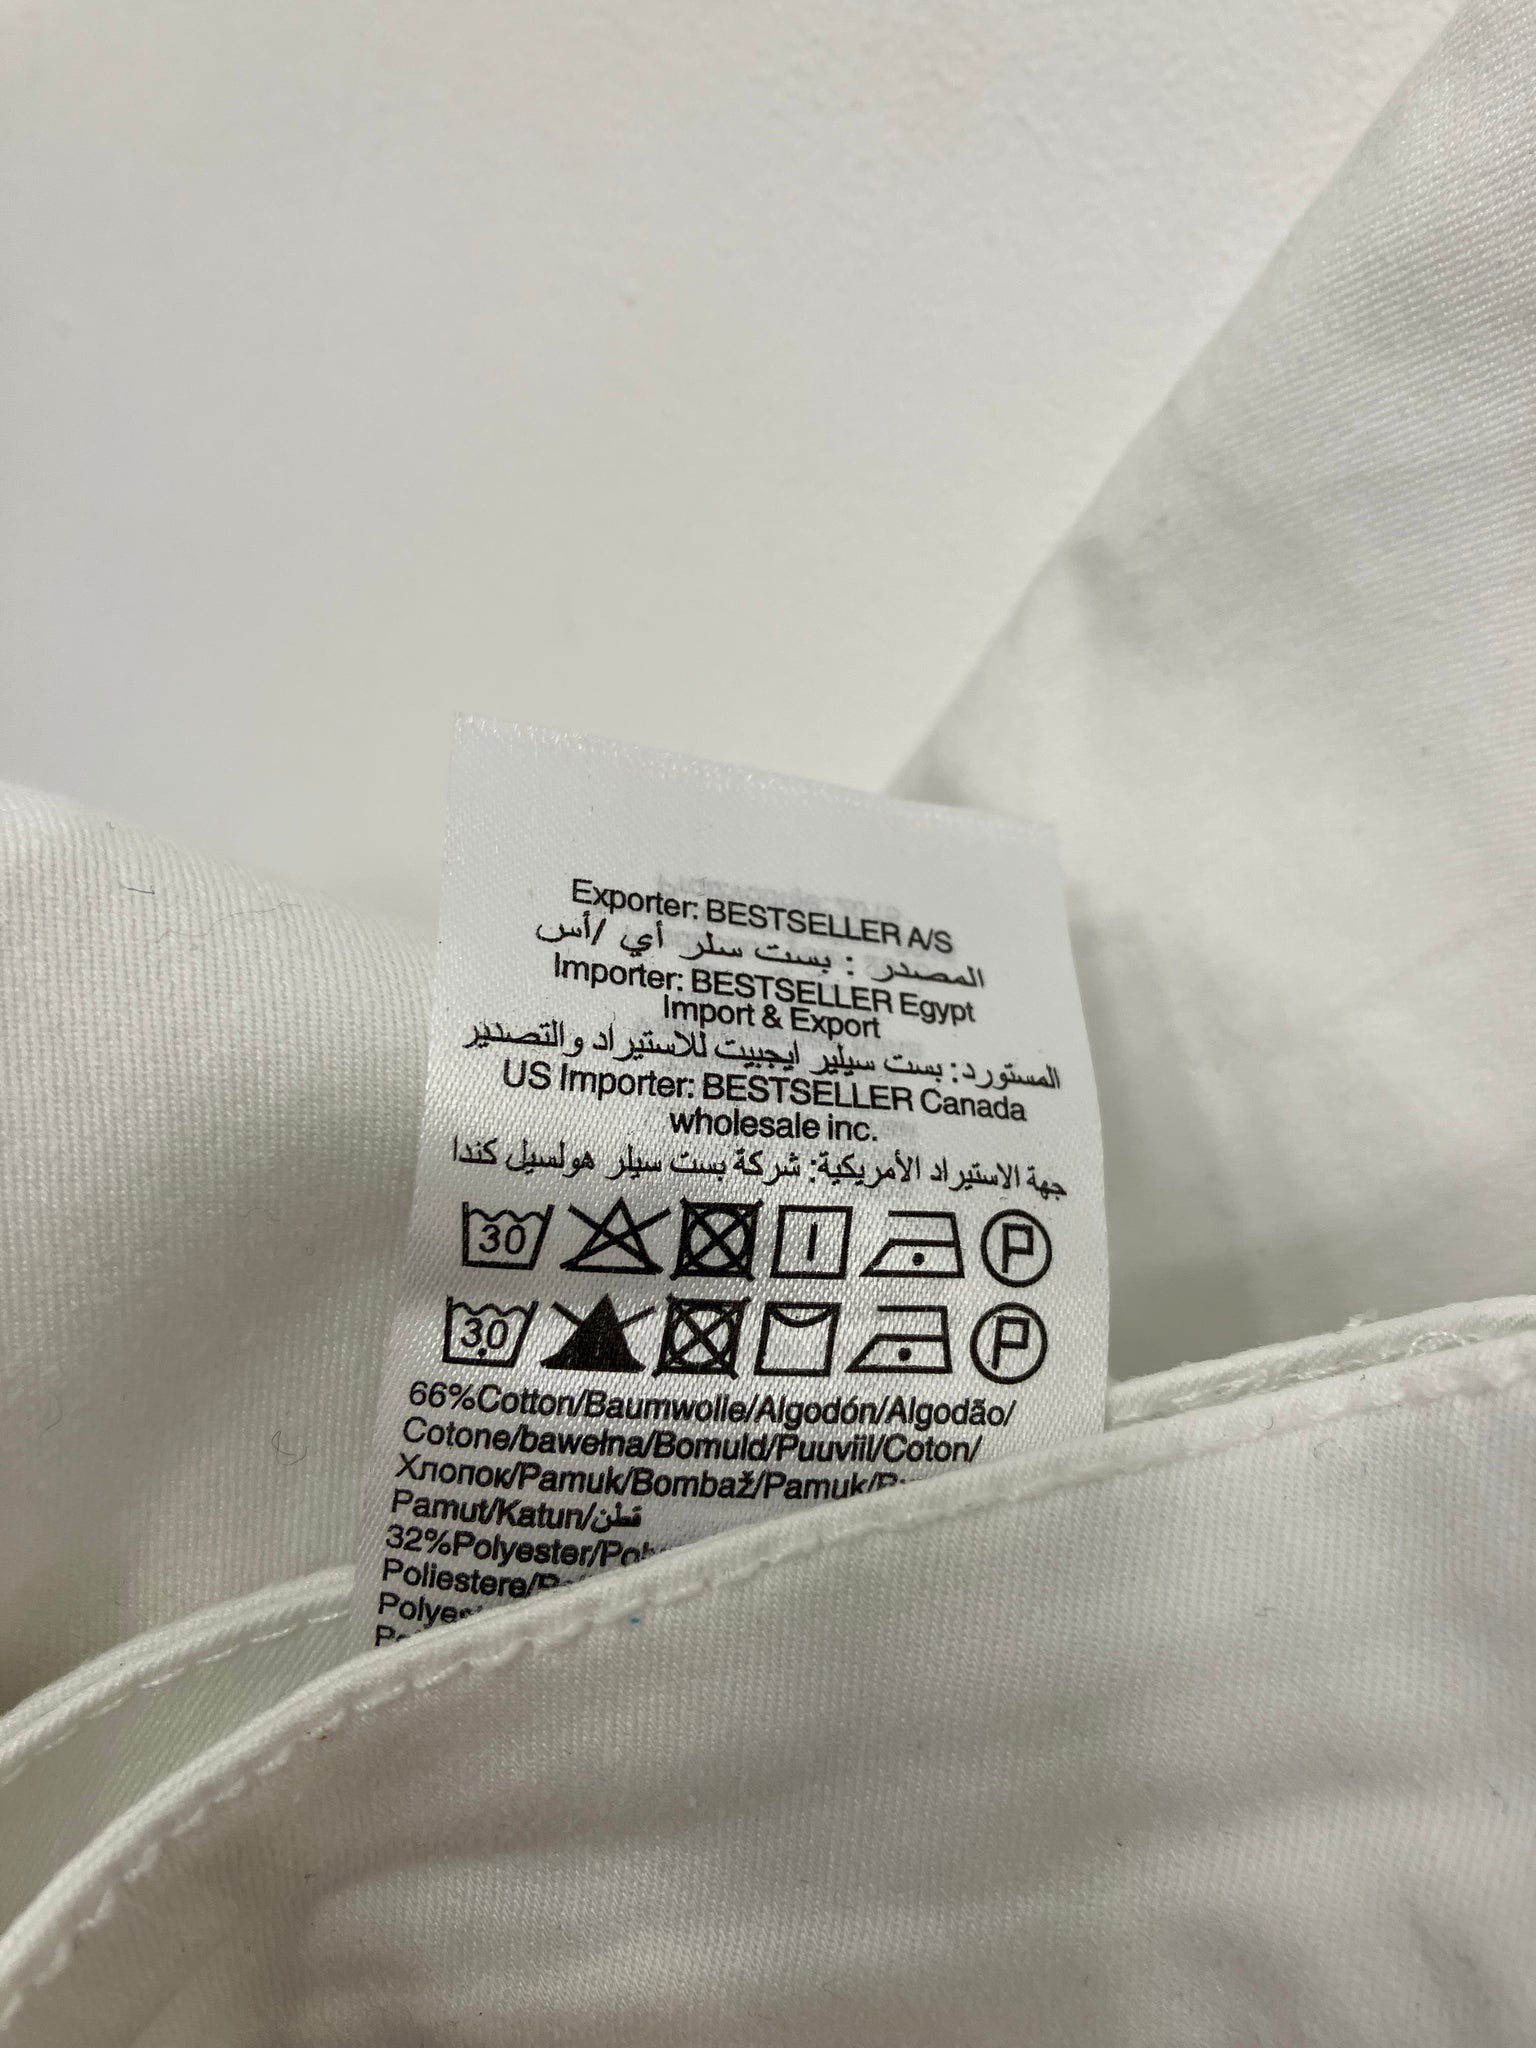 Exporter: BESTSELLER A/S
المصدر : بست سلر أي /أس
Importer: BESTSELLER Egypt
Import & Export
المستورد: بست سيلير ايجيبت للاستيراد والتصدير
US Importer: BESTSELLER Canada
wholesale inc.
جهة الاستيراد الأمريكية: شركة بست سيلر هولسيل كندا
30
P
30
P
66%Cotton/Baumwolle/Algodón/Algodão/
Cotone/bawełna/Bomuld/Puuviil/Coton/
Хлопок/Pamuk/Bombaž/Pamuk/
Pamut/Katun/قطن
32%Polyester/
Poliestere/